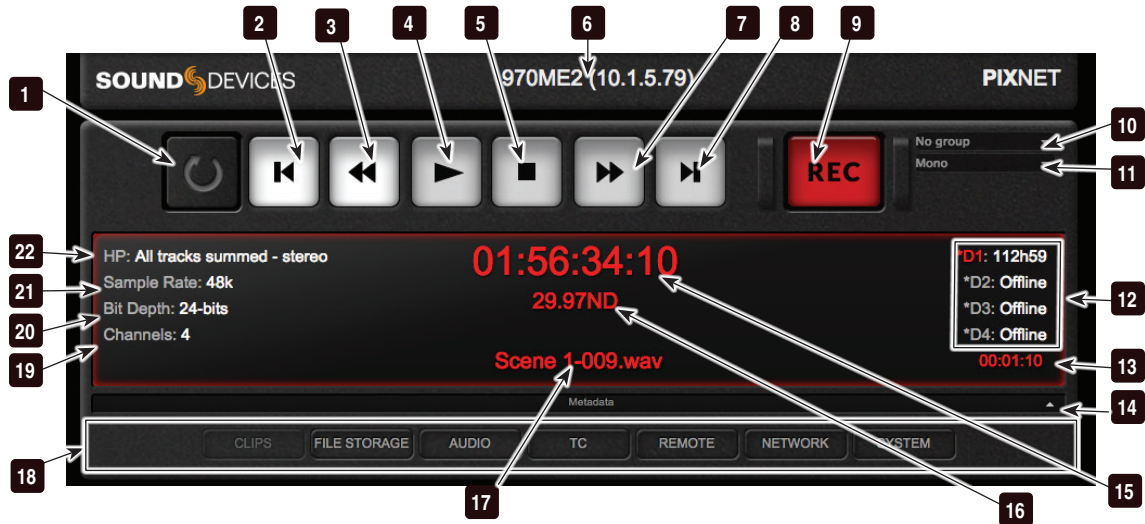 2 3 4 5 6 7 8 9
SOUND DEVICES 970ME2 (10.1.5.79) PIXNET
1
10
No group
Mono
11
REC
22
HP: All tracks summed - stereo
01:56:34:10
*D1: 112h59
21
Sample Rate: 48k
29.97ND
*D2: Offline
12
20
Bit Depth: 24-bits
*D3: Offline
19
Channels: 4
*D4: Offline
Scene 1-009.wav
00:01:10
13
Metadata
14
18
CLIPS FILE STORAGE AUDIO TC REMOTE NETWORK SYSTEM
17
16
15